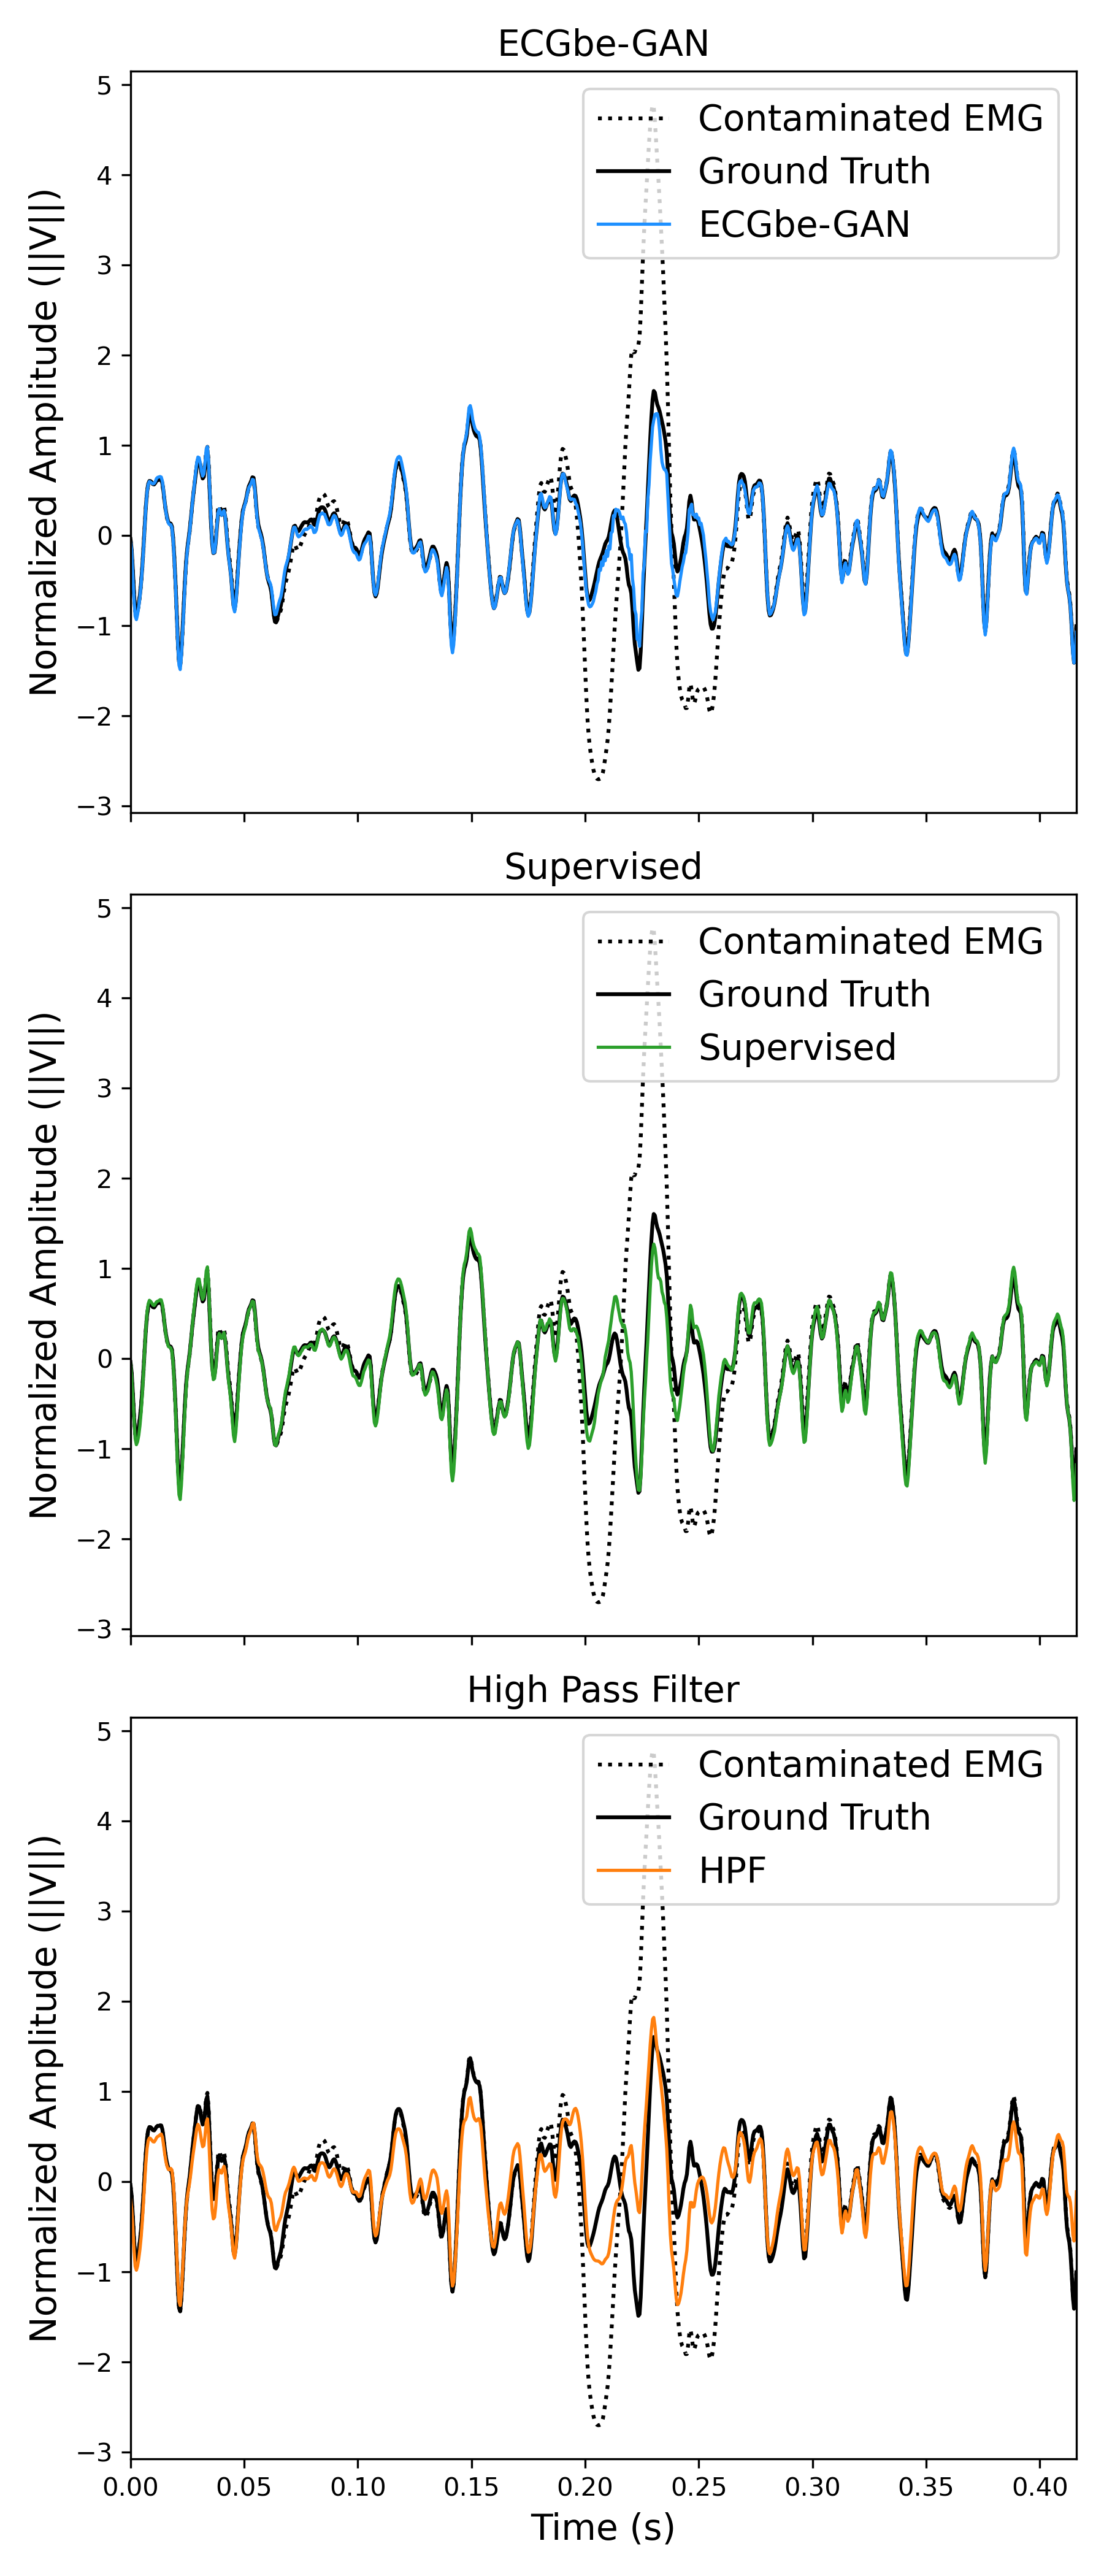 ECGbe-GAN
5
4
3
2
1
0
−1
−2
−3
Normalized Amplitude (||V||)
Contaminated EMG
Ground Truth
ECGbe-GAN
Supervised
5
4
3
2
1
0
−1
−2
−3
Normalized Amplitude (||V||)
Contaminated EMG
Ground Truth
Supervised
High Pass Filter
5
4
3
2
1
0
−1
−2
−3
Normalized Amplitude (||V||)
Contaminated EMG
Ground Truth
HPF
0.00 0.05 0.10 0.15 0.20 0.25 0.30 0.35 0.40
Time (s)